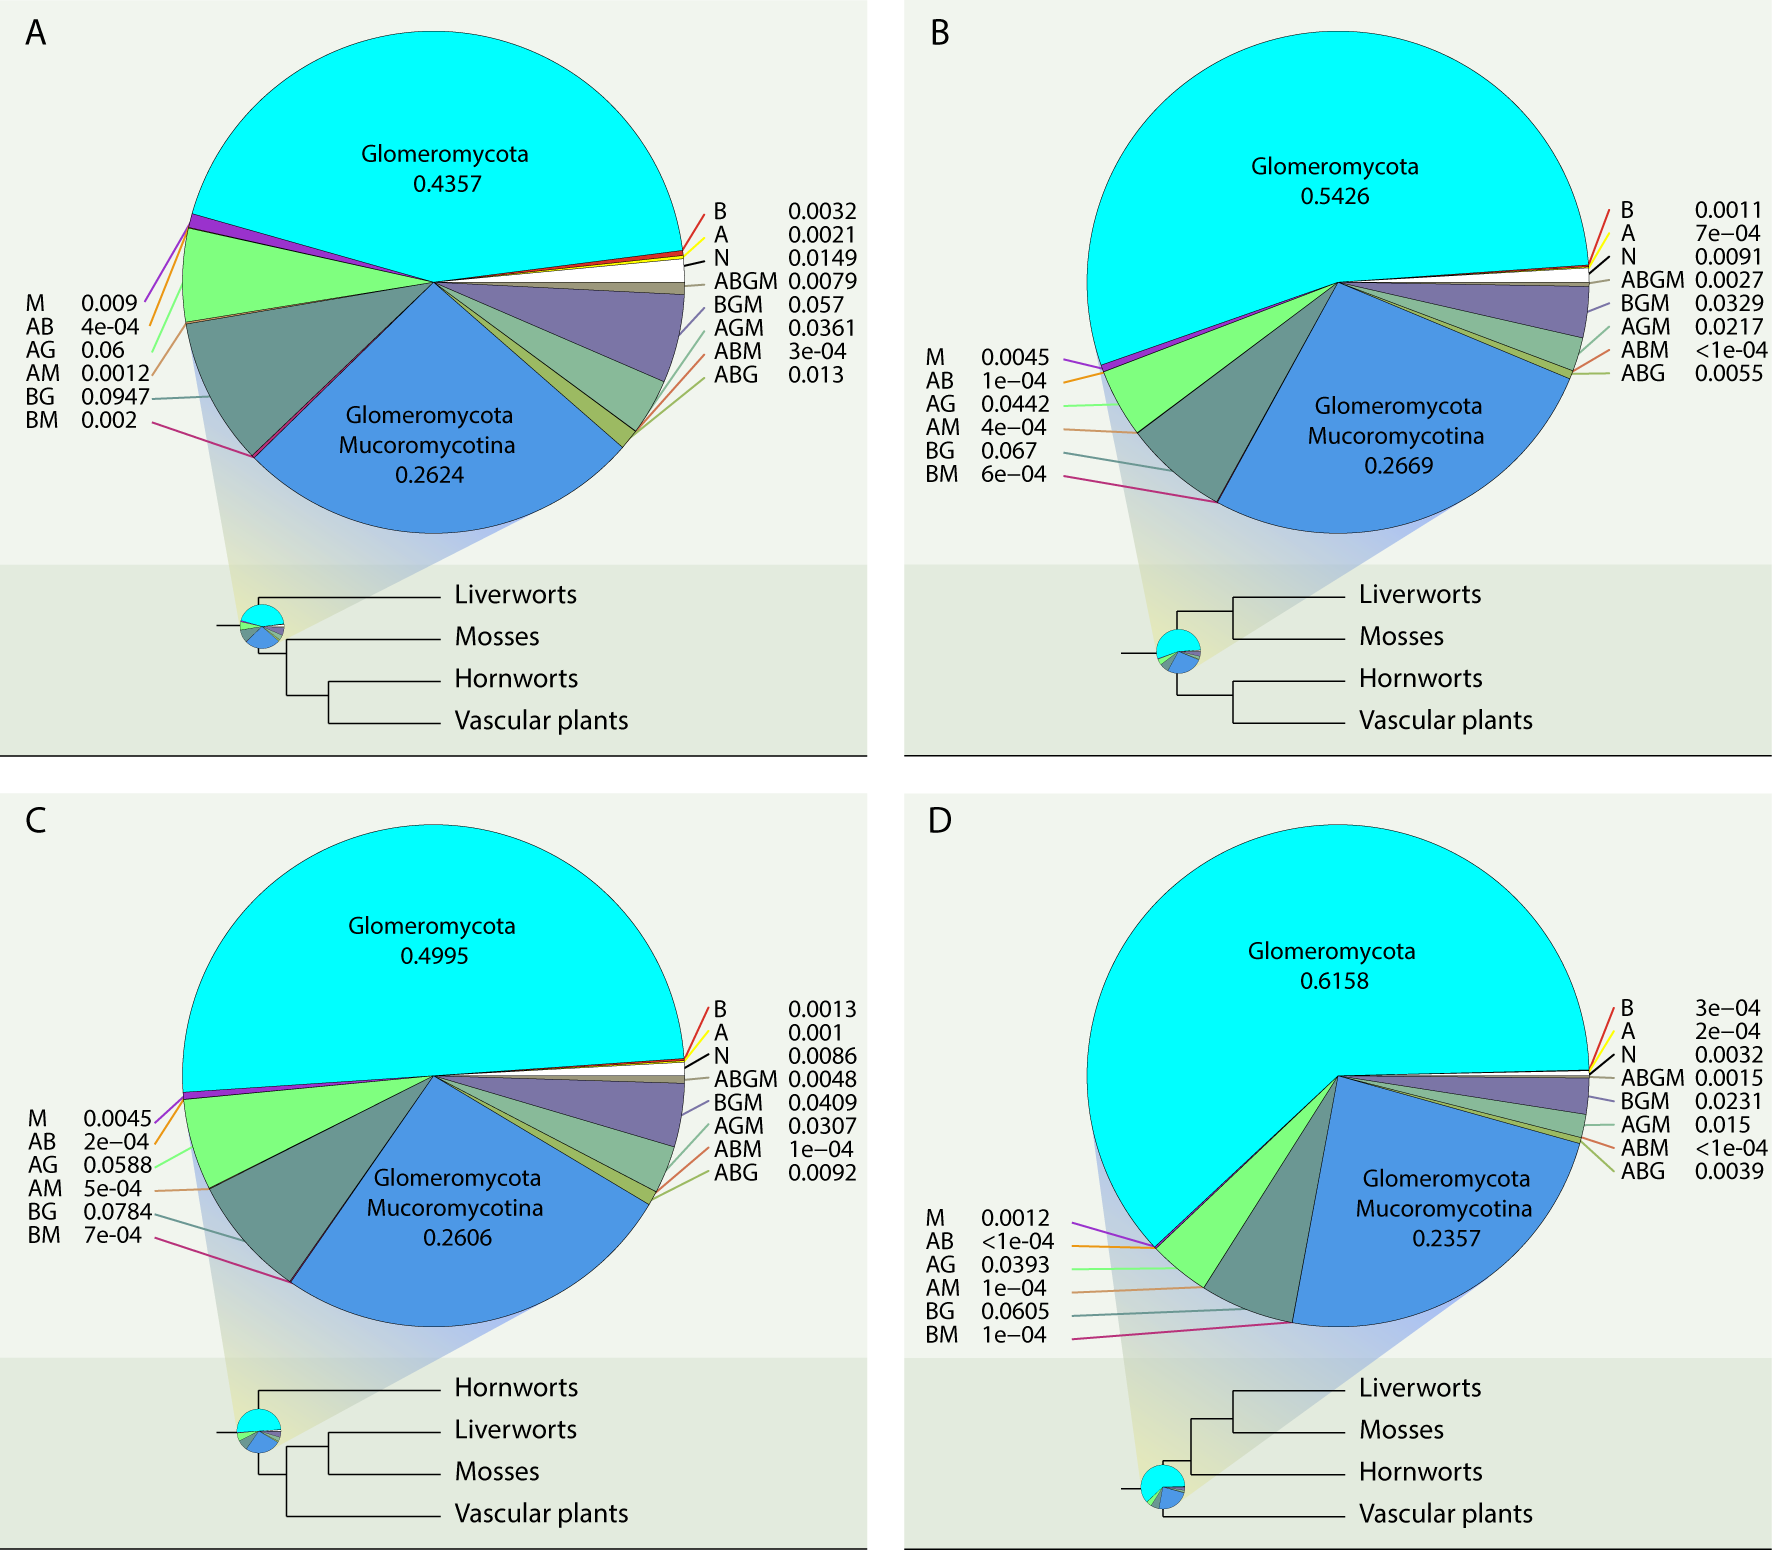 A
Glomeromycota
0.4357
B 0.0032
A 0.0021
N 0.0149
ABGM 0.0079
BGM 0.057
AGM 0.0361
ABM 3e−04
ABG 0.013
M 0.009
AB 4e-04
AG 0.06
AM 0.0012
BG 0.0947
BM 0.002
Glomeromycota
Mucoromycotina
0.2624
Liverworts
Mosses
Hornworts
Vascular plants
B
Glomeromycota
0.5426
B 0.0011
A 7e−04
N 0.0091
ABGM 0.0027
BGM 0.0329
AGM 0.0217
ABM <1e-04
ABG 0.0055
M 0.0045
AB 1e−04
AG 0.0442
AM 4e−04
BG 0.067
BM 6e−04
Glomeromycota
Mucoromycotina
0.2669
Liverworts
Mosses
Hornworts
Vascular plants
C
Glomeromycota
0.4995
B 0.0013
A 0.001
N 0.0086
ABGM 0.0048
BGM 0.0409
AGM 0.0307
ABM 1e−04
ABG 0.0092
M 0.0045
AB 2e−04
AG 0.0588
AM 5e-04
BG 0.0784
BM 7e-04
Glomeromycota
Mucoromycotina
0.2606
Hornworts
Liverworts
Mosses
Vascular plants
D
Glomeromycota
0.6158
B 3e−04
A 2e−04
N 0.0032
ABGM 0.0015
BGM 0.0231
AGM 0.015
ABM <1e-04
ABG 0.0039
M 0.0012
AB <1e-04
AG 0.0393
AM 1e−04
BG 0.0605
BM 1e−04
Glomeromycota
Mucoromycotina
0.2357
Liverworts
Mosses
Hornworts
Vascular plants